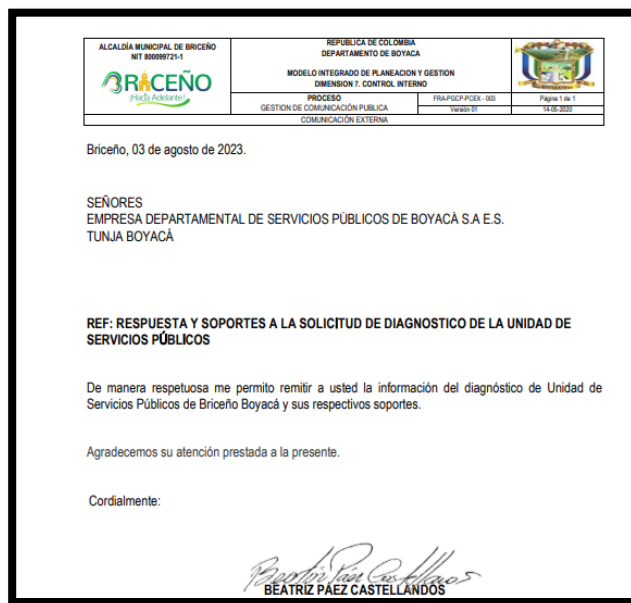 ALCALDÍA MUNICIPAL DE BRICEÑO
NIT 800099721-1
BRICEÑO
¡Hacia Adelante!
REPUBLICA DE COLOMBIA
DEPARTAMENTO DE BOYACA
MODELO INTEGRADO DE PLANEACION Y GESTION
DIMENSION 7. CONTROL INTERNO
PROCESO
GESTION DE COMUNICACIÓN PUBLICA
FRA-PGCP-PCEX - 003
Página 1 de 1
Versión 01
14-05-2020
COMUNICACIÓN EXTERNA
Briceño, 03 de agosto de 2023.
SEÑORES
EMPRESA DEPARTAMENTAL DE SERVICIOS PÚBLICOS DE BOYACÁ S.A E.S.
TUNJA BOYACÁ
REF: RESPUESTA Y SOPORTES A LA SOLICITUD DE DIAGNOSTICO DE LA UNIDAD DE
SERVICIOS PÚBLICOS
De manera respetuosa me permito remitir a usted la información del diagnóstico de Unidad de
Servicios Públicos de Briceño Boyacá y sus respectivos soportes.
Agradecemos su atención prestada a la presente.
Cordialmente:
Beatriz Páez Castellanos
BEATRIZ PAEZ CASTELLANDOS